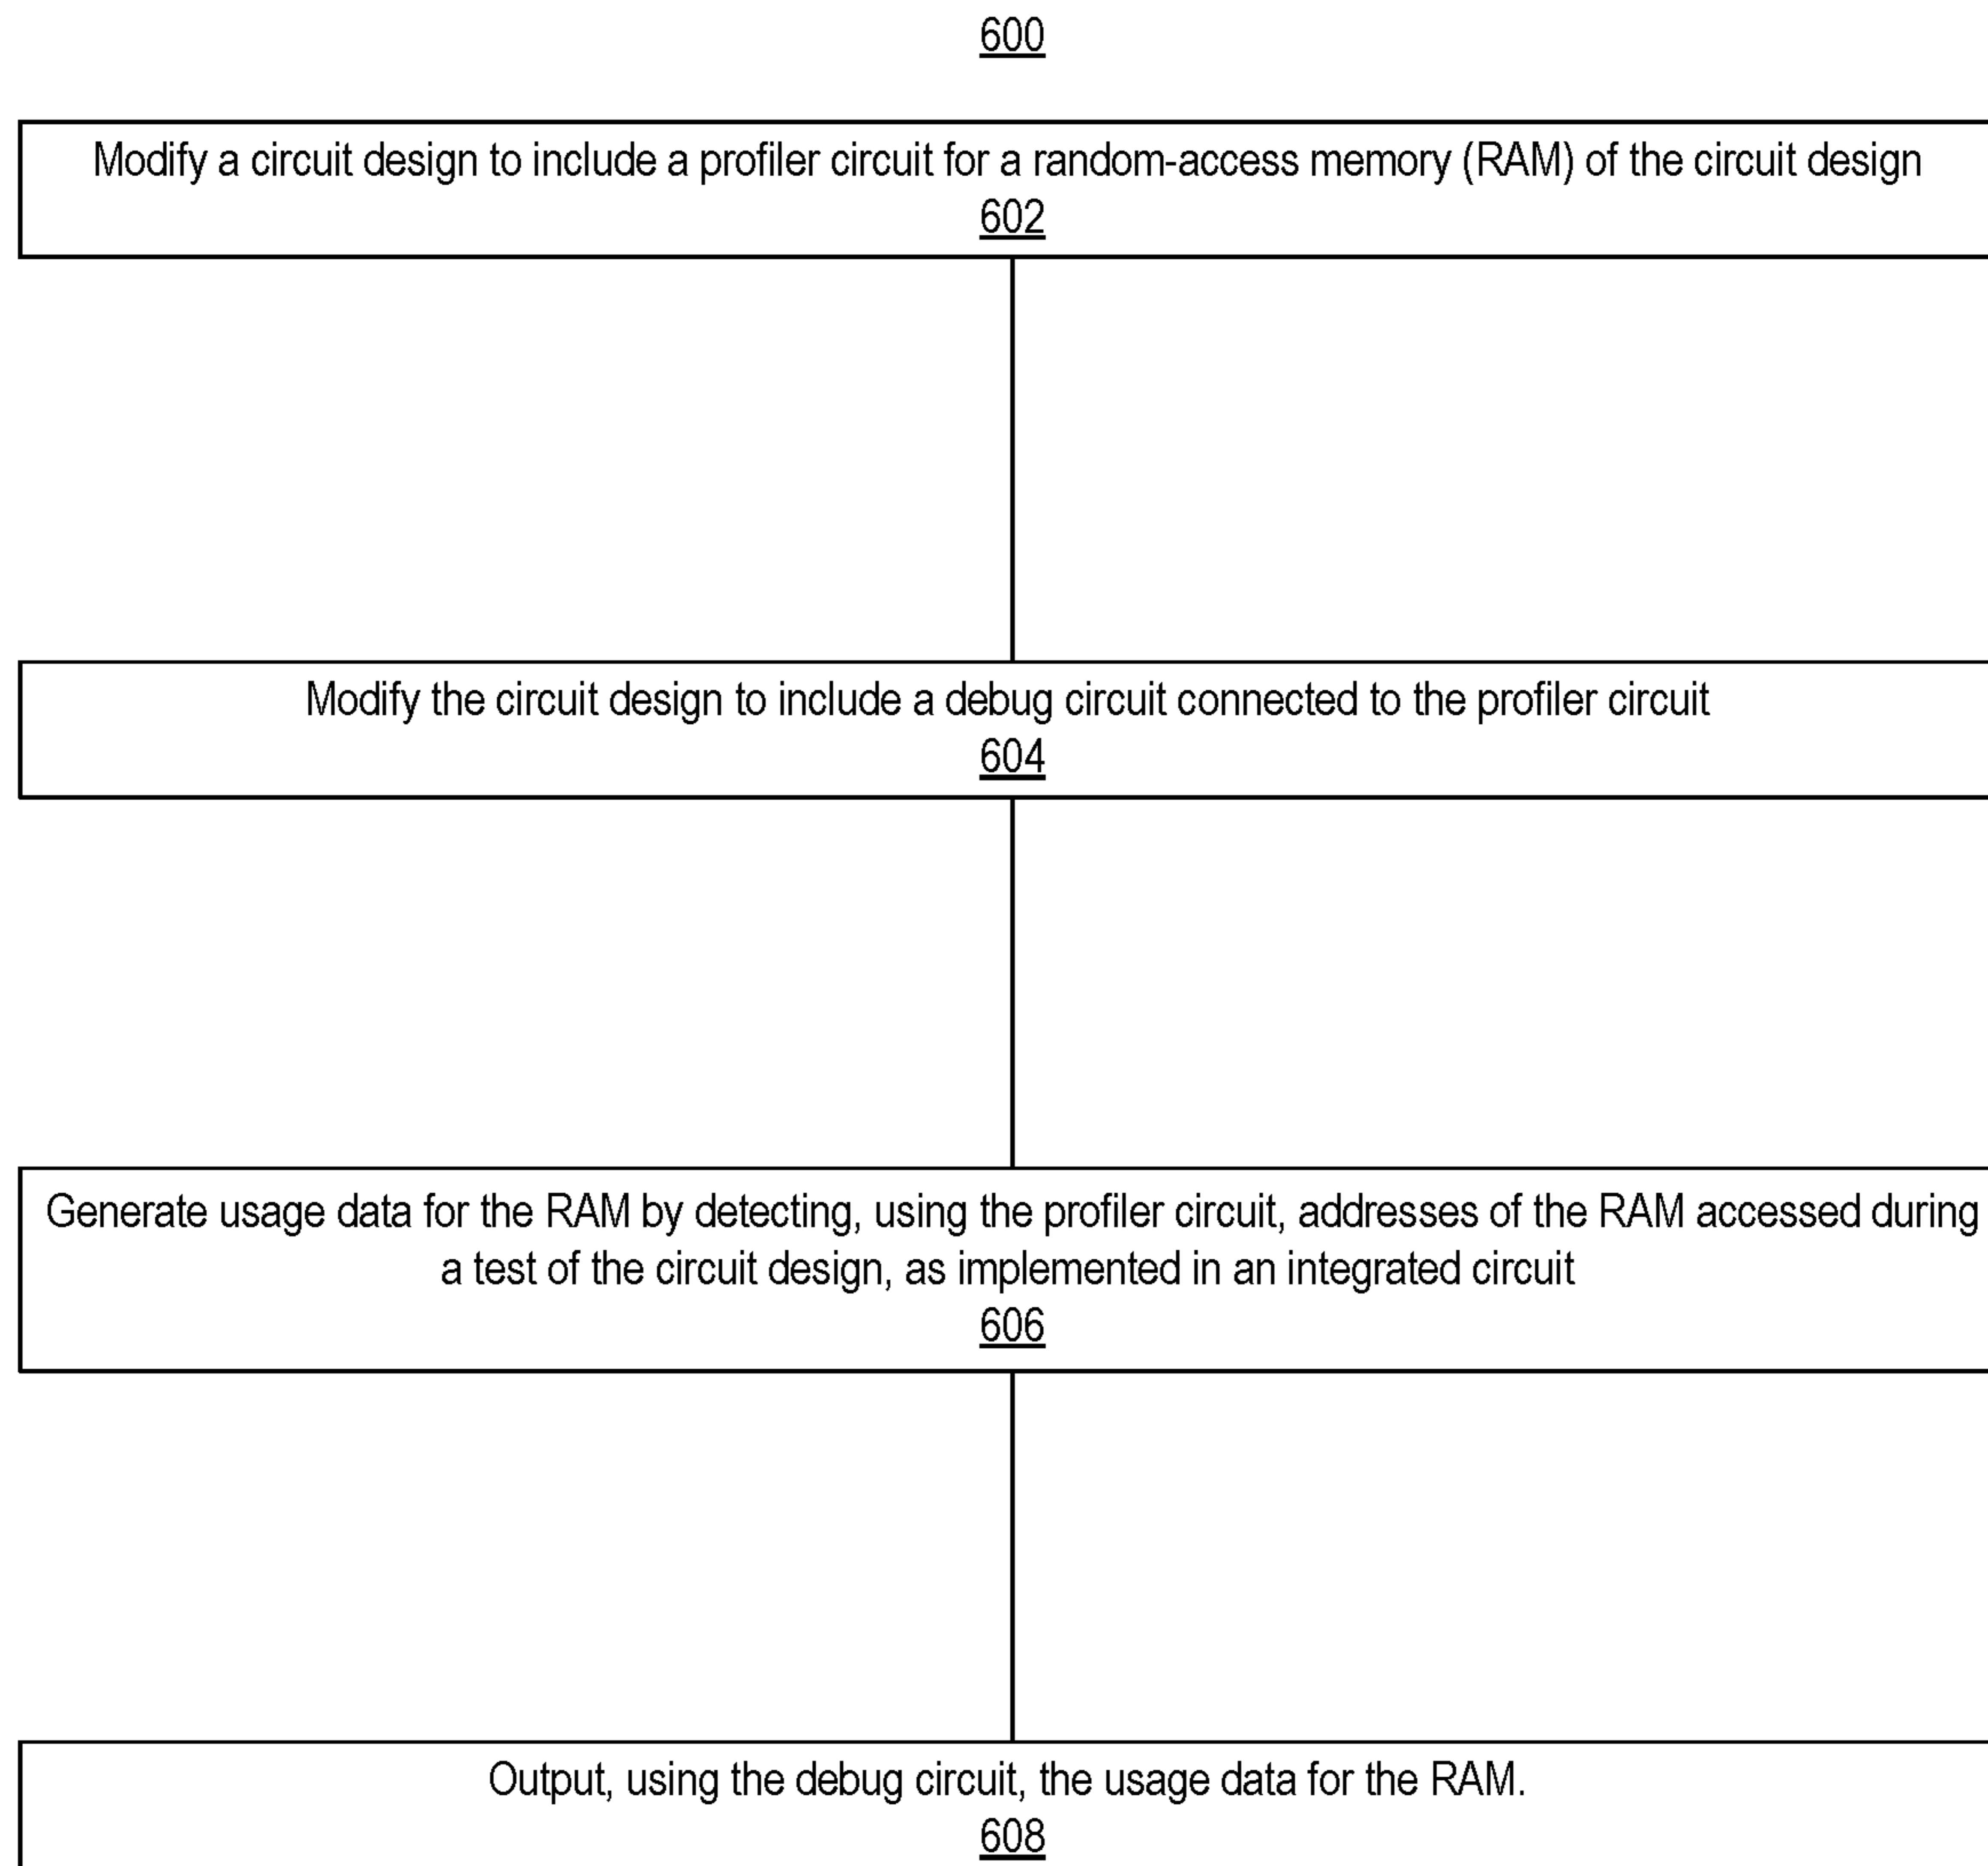 600
Modify a circuit design to include a profiler circuit for a random-access memory (RAM) of the circuit design
602
Modify the circuit design to include a debug circuit connected to the profiler circuit
604
Generate usage data for the RAM by detecting, using the profiler circuit, addresses of the RAM accessed during
a test of the circuit design, as implemented in an integrated circuit
606
Output, using the debug circuit, the usage data for the RAM.
608